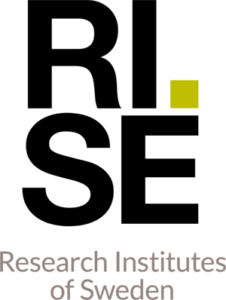 RI.
SE
Research Institutes
of Sweden